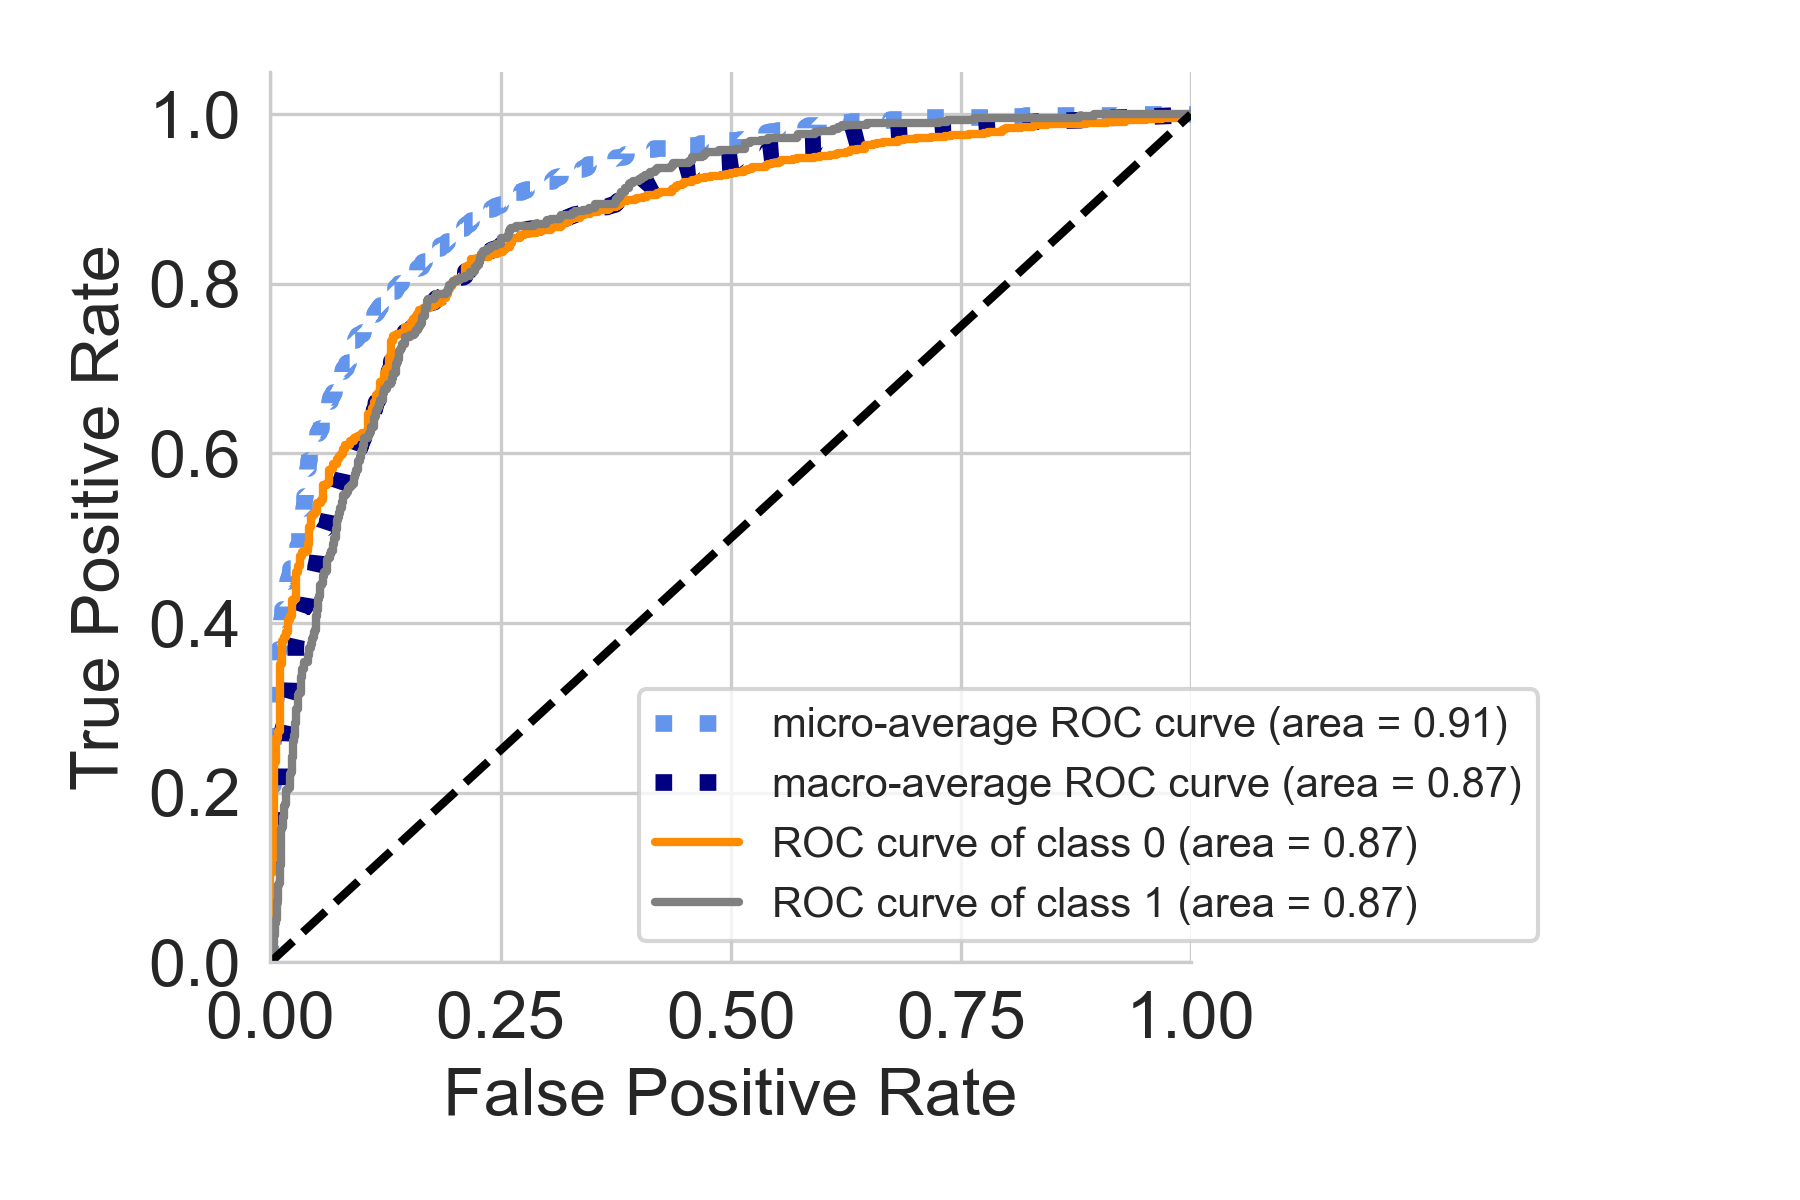 1.0
0.8
0.6
0.4
0.2
0.0
True Positive Rate
0.00 0.25 0.50 0.75 1.00
False Positive Rate
micro-average ROC curve (area = 0.91)
macro-average ROC curve (area = 0.87)
ROC curve of class 0 (area = 0.87)
ROC curve of class 1 (area = 0.87)